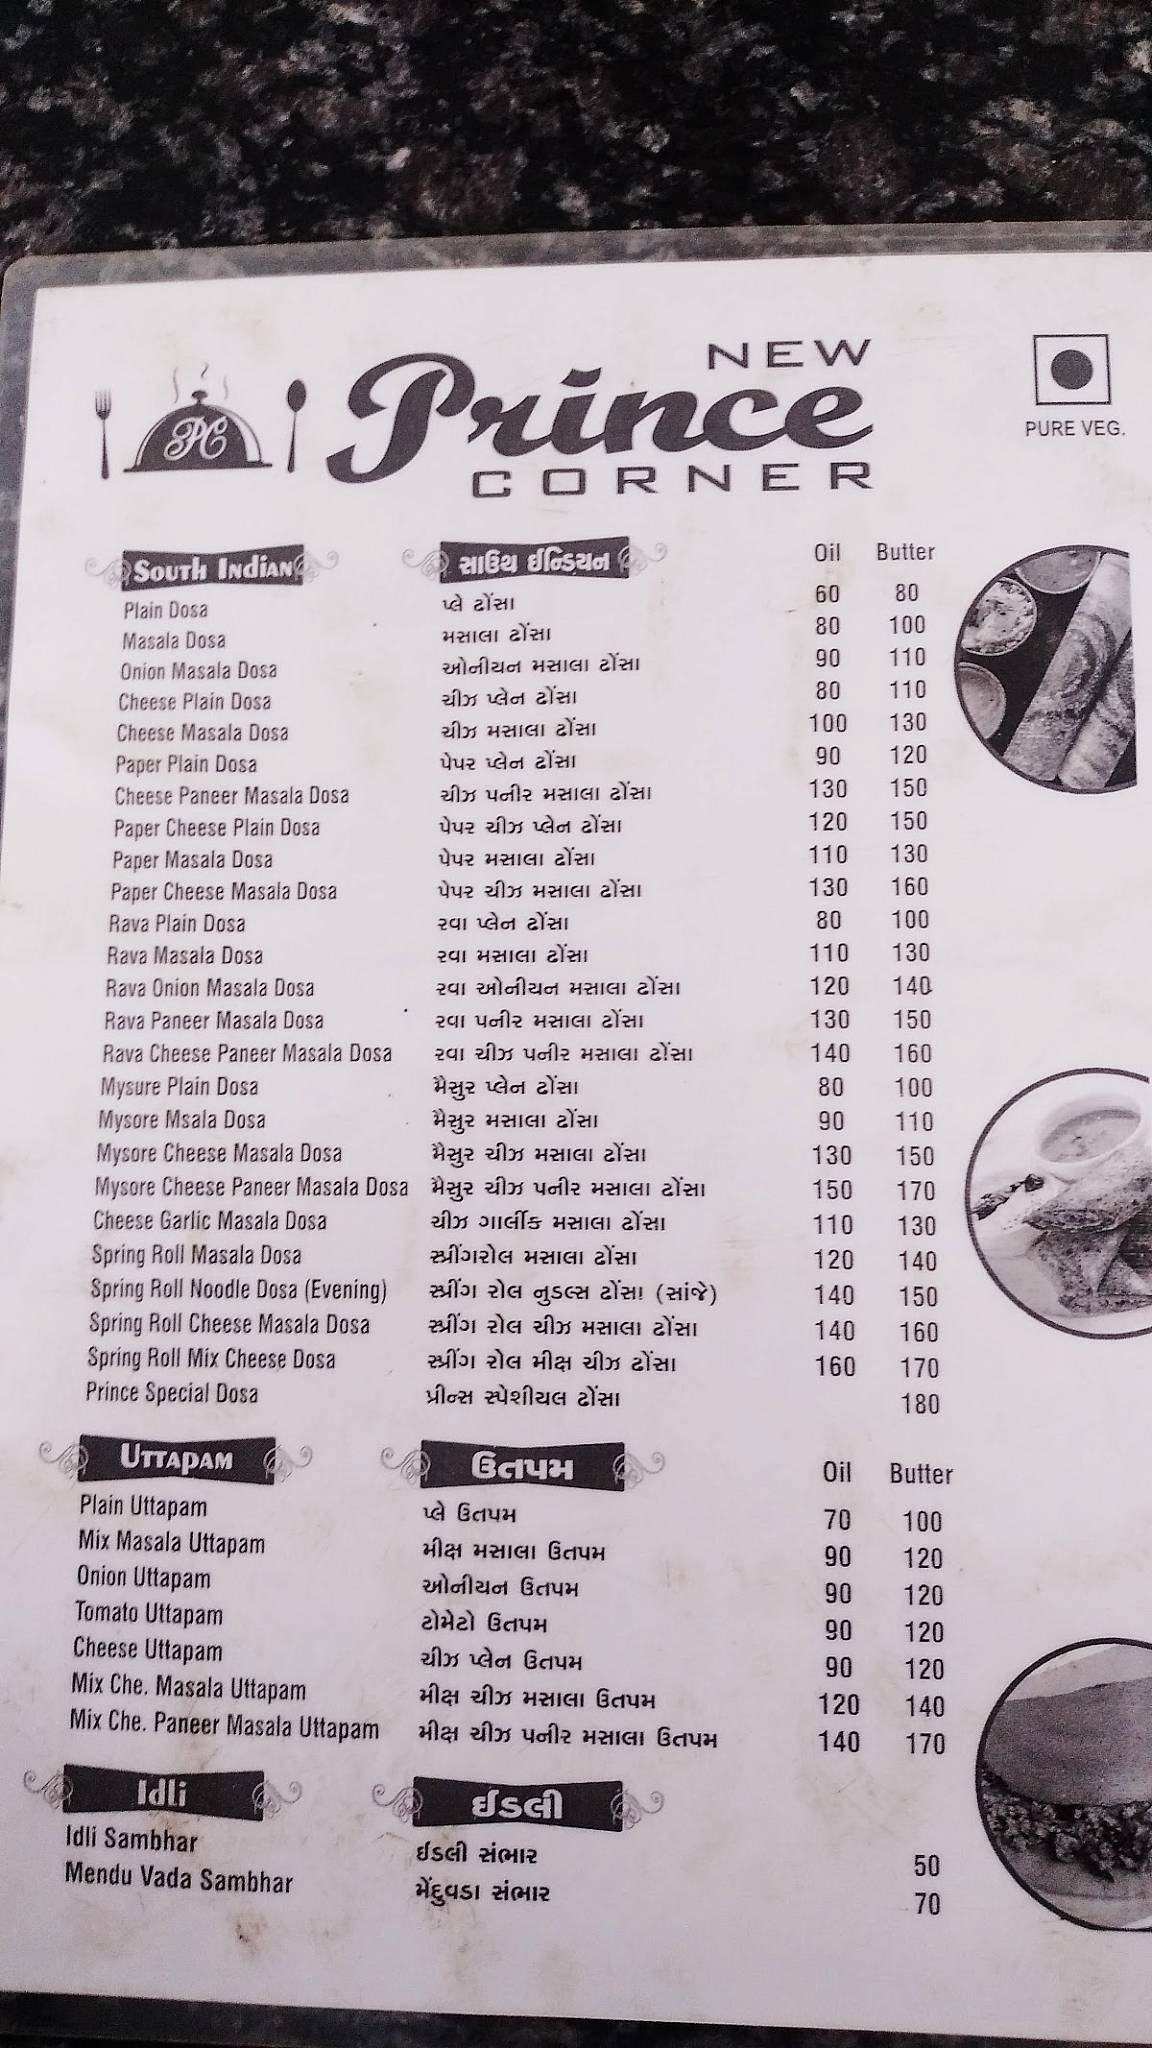 NEW
Prince
CORNER
PC
PURE VEG.
South Indian સાઉથ ઈન્ડિયન Oil Butter
Plain Dosa પ્લે ઢોંસા 60 80
Masala Dosa મસાલા ઢોંસા 80 100
Onion Masala Dosa ઓનીયન મસાલા ઢોંસા 90 110
Cheese Plain Dosa ચીઝ પ્લેન ઢોંસા 80 110
Cheese Masala Dosa ચીઝ મસાલા ઢોંસા 100 130
Paper Plain Dosa પેપર પ્લેન ઢોંસા 90 120
Cheese Paneer Masala Dosa ચીઝ પનીર મસાલા ઢોંસા 130 150
Paper Cheese Plain Dosa પેપર ચીઝ પ્લેન ઢોંસા 120 150
Paper Masala Dosa પેપર મસાલા ઢોંસા 110 130
Paper Cheese Masala Dosa પેપર ચીઝ મસાલા ઢોંસા 130 160
Rava Plain Dosa રવા પ્લેન ઢોંસા 80 100
Rava Masala Dosa રવા મસાલા ઢોંસા 110 130
Rava Onion Masala Dosa રવા ઓનીયન મસાલા ઢોંસા 120 140
Rava Paneer Masala Dosa રવા પનીર મસાલા ઢોંસા 130 150
Rava Cheese Paneer Masala Dosa રવા ચીઝ પનીર મસાલા ઢોંસા 140 160
Mysure Plain Dosa મૈસુર પ્લેન ઢોંસા 80 100
Mysore Msala Dosa મૈસુર મસાલા ઢોંસા 90 110
Mysore Cheese Masala Dosa મૈસુર ચીઝ મસાલા ઢોંસા 130 150
Mysore Cheese Paneer Masala Dosa મૈસુર ચીઝ પનીર મસાલા ઢોંસા 150 170
Cheese Garlic Masala Dosa ચીઝ ગાર્લીક મસાલા ઢોંસા 110 130
Spring Roll Masala Dosa સ્પ્રીંગરોલ મસાલા ઢોંસા 120 140
Spring Roll Noodle Dosa (Evening) સ્પ્રીંગ રોલ નુડલ્સ ઢોંસા (સાંજે) 140 150
Spring Roll Cheese Masala Dosa સ્પ્રીંગ રોલ ચીઝ મસાલા ઢોંસા 140 160
Spring Roll Mix Cheese Dosa સ્પ્રીંગ રોલ મીક્ષ ચીઝ ઢોંસા 160 170
Prince Special Dosa પ્રીન્સ સ્પેશીયલ ઢોંસા 180
Uttapam ઉતપમ Oil Butter
Plain Uttapam પ્લે ઉતપમ 70 100
Mix Masala Uttapam મીક્ષ મસાલા ઉતપમ 90 120
Onion Uttapam ઓનીયન ઉતપમ 90 120
Tomato Uttapam ટોમેટો ઉતપમ 90 120
Cheese Uttapam ચીઝ પ્લેન ઉતપમ 90 120
Mix Che. Masala Uttapam મીક્ષ ચીઝ મસાલા ઉતપમ 120 140
Mix Che. Paneer Masala Uttapam મીક્ષ ચીઝ પનીર મસાલા ઉતપમ 140 170
Idli ઈડલી
Idli Sambhar ઈડલી સંભાર 50
Mendu Vada Sambhar મેંદુવડા સંભાર 70